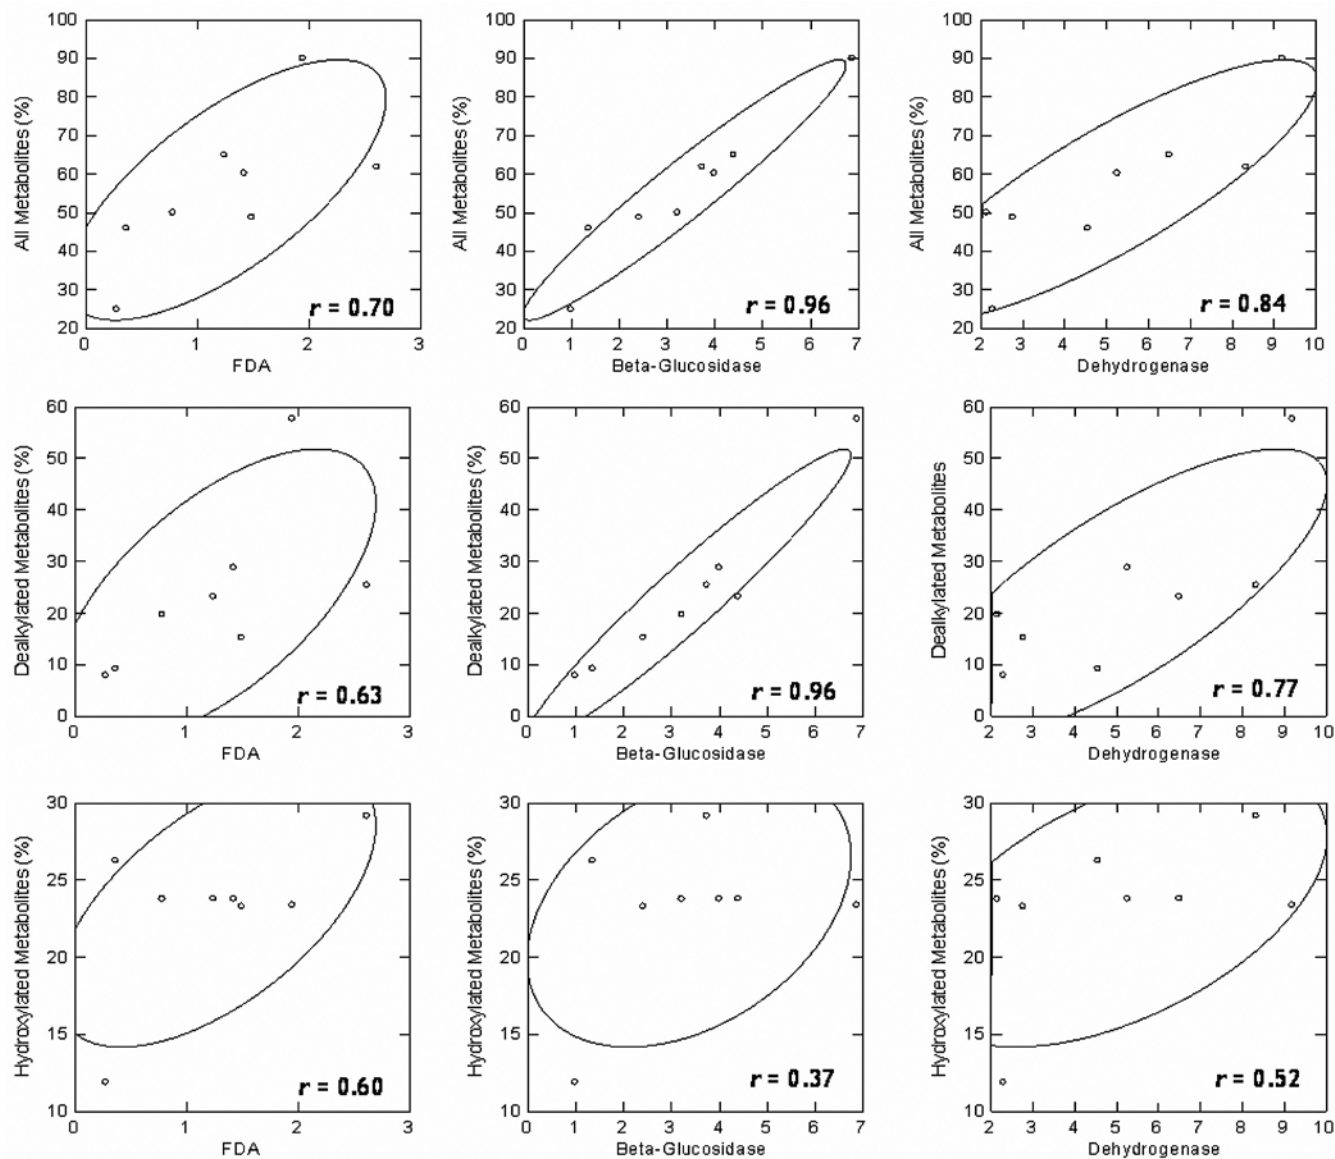 All Metabolites (%)
100
90
80
70
60
50
40
30
20
r = 0.70
0 1 2 3
FDA
All Metabolites (%)
100
90
80
70
60
50
40
30
20
r = 0.96
0 1 2 3 4 5 6 7
Beta-Glucosidase
All Metabolites (%)
100
90
80
70
60
50
40
30
20
r = 0.84
2 3 4 5 6 7 8 9 10
Dehydrogenase
Dealkylated Metabolites (%)
60
50
40
30
20
10
0
r = 0.63
0 1 2 3
FDA
Dealkylated Metabolites (%)
60
50
40
30
20
10
0
r = 0.96
0 1 2 3 4 5 6 7
Beta-Glucosidase
Dealkylated Metabolites
60
50
40
30
20
10
0
r = 0.77
2 3 4 5 6 7 8 9 10
Dehydrogenase
Hydroxylated Metabolites (%)
30
25
20
15
10
r = 0.60
0 1 2 3
FDA
Hydroxylated Metabolites (%)
30
25
20
15
10
r = 0.37
0 1 2 3 4 5 6 7
Beta-Glucosidase
Hydroxylated Metabolites (%)
30
25
20
15
10
r = 0.52
2 3 4 5 6 7 8 9 10
Dehydrogenase